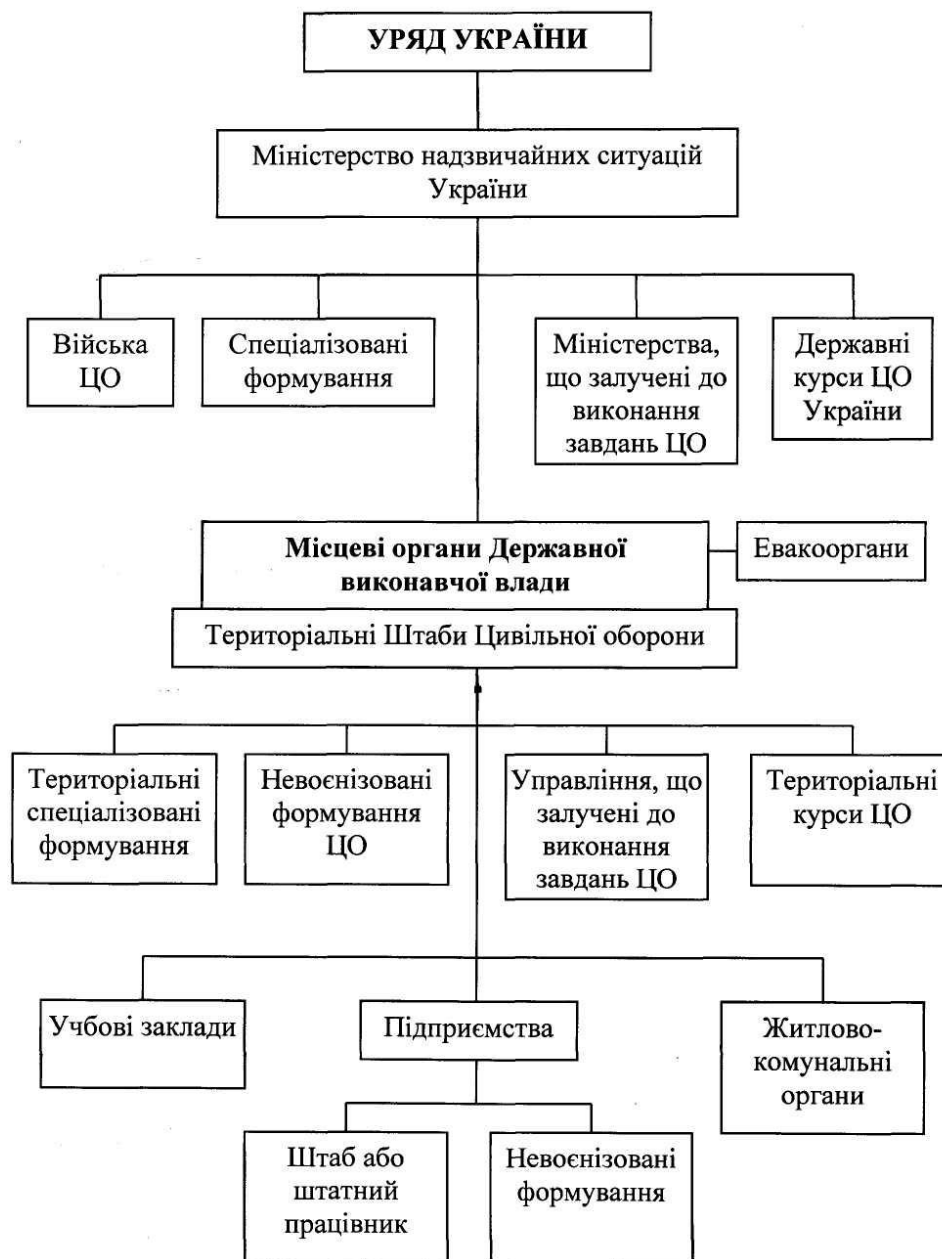 УРЯД УКРАЇНИ
Міністерство надзвичайних ситуацій
України
Війська
ЦО
Спеціалізовані
формування
Міністерства,
що залучені до
виконання
завдань ЦО
Державні
курси ЦО
України
Місцеві органи Державної
виконавчої влади
Евакооргани
Територіальні Штаби Цивільної оборони
Територіальні
спеціалізовані
формування
Невоєнізовані
формування
ЦО
Управління, що
залучені до
виконання
завдань ЦО
Територіальні
курси ЦО
Учбові заклади
Підприємства
Житлово-
комунальні
органи
Штаб або
штатний
працівник
Невоєнізовані
формування